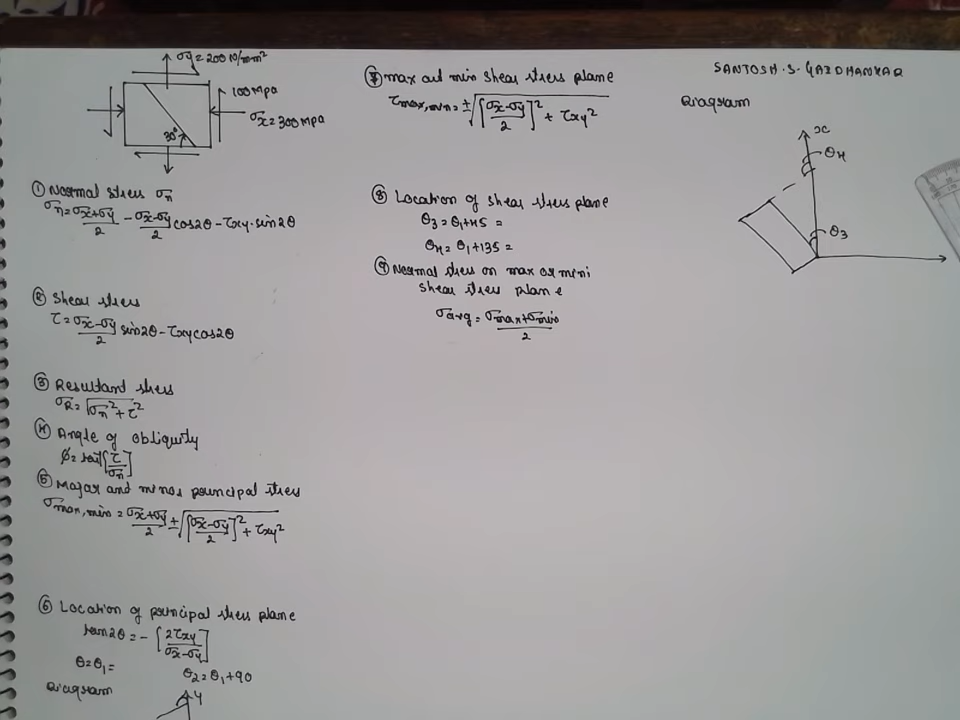 σy = 200 N/mm²
100 Mpa
σx = 300 mpa
30°
① Normal stress σn
σn = σx+σy/2 - σx-σy/2 cos2θ - τxy.sin2θ
② Shear stress
τ = σx-σy/2 sin2θ - τxycos2θ
③ Resultant stress
σR = √σn² + τ²
④ Angle of obliquity
φ = tan⁻¹[τ/σn]
⑤ Major and minor principal stress
σmax, min = σx+σy/2 ± √[σx-σy/2]² + τxy²
⑥ Location of principal stress plane
tan2θ = - [2τxy/σx-σy]
θ = θ₁ =
θ₂ = θ₁ + 90
Diagram
Y
⑦ max and min shear stress plane
τmax, min = ± √[σx-σy/2]² + τxy²
⑧ Location of shear stress plane
θ₃ = θ₁ + 45 =
θ₄ = θ₁ + 135 =
⑨ Normal stress on max or mini
shear stress plane
σavg = σmax + σmin/2
SANTOSH.S.GAIDHANKAR
Diagram
x
θ₄
θ₃